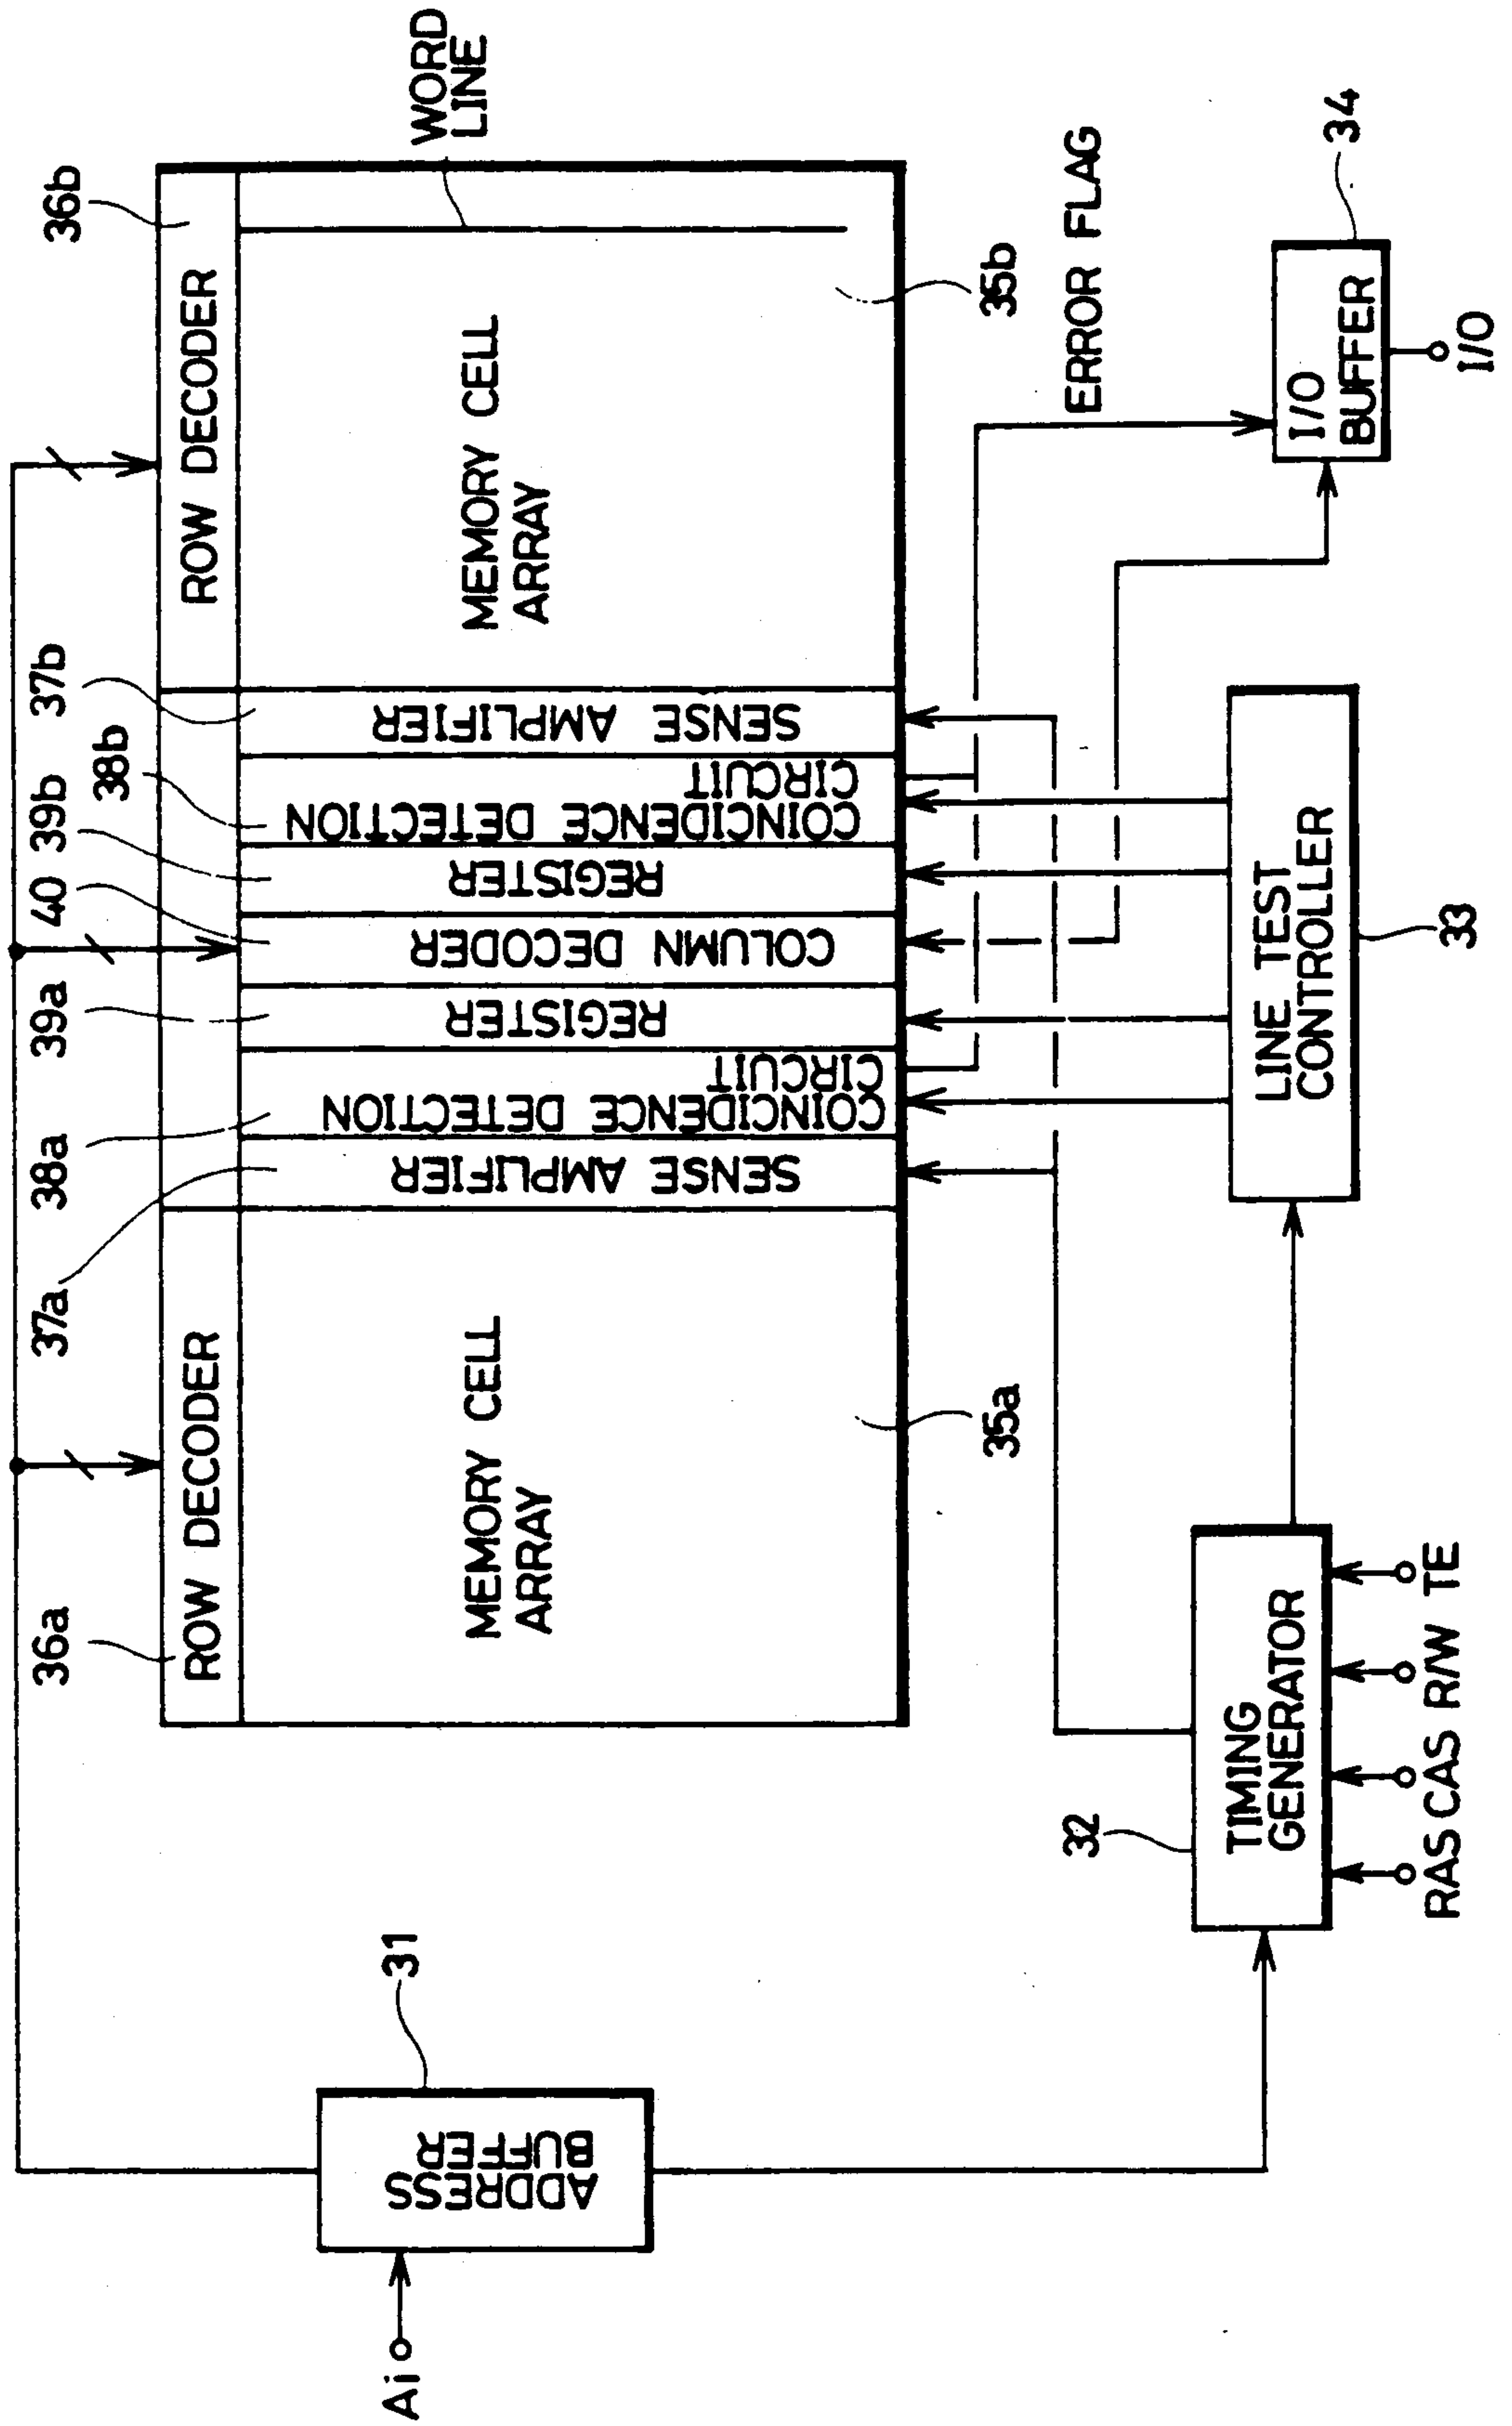 36a
37a
38a
39a
40
39b
38b
37b
36b
ROW DECODER
ROW DECODER
MEMORY CELL
ARRAY
SENSE AMPLIFIER
COINCIDENCE DETECTION
CIRCUIT
REGISTER
COLUMN DECODER
REGISTER
COINCIDENCE DETECTION
CIRCUIT
SENSE AMPLIFIER
MEMORY CELL
ARRAY
WORD
LINE
35a
35b
Ai
ADDRESS
BUFFER
31
ERROR FLAG
32
TIMING
GENERATOR
RAS CAS R/W TE
LINE TEST
CONTROLLER
33
I/O
BUFFER
34
I/O